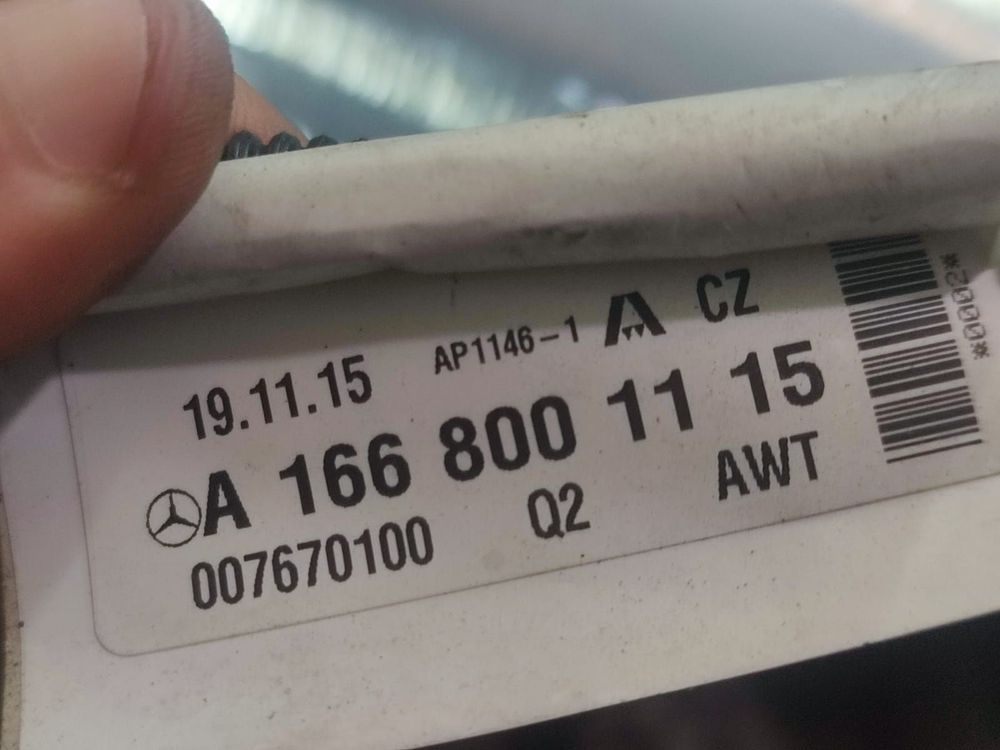 19.11.15 AP1146-1 CZ
A 166 800 11 15
007670100 Q2 AWT
*0002*